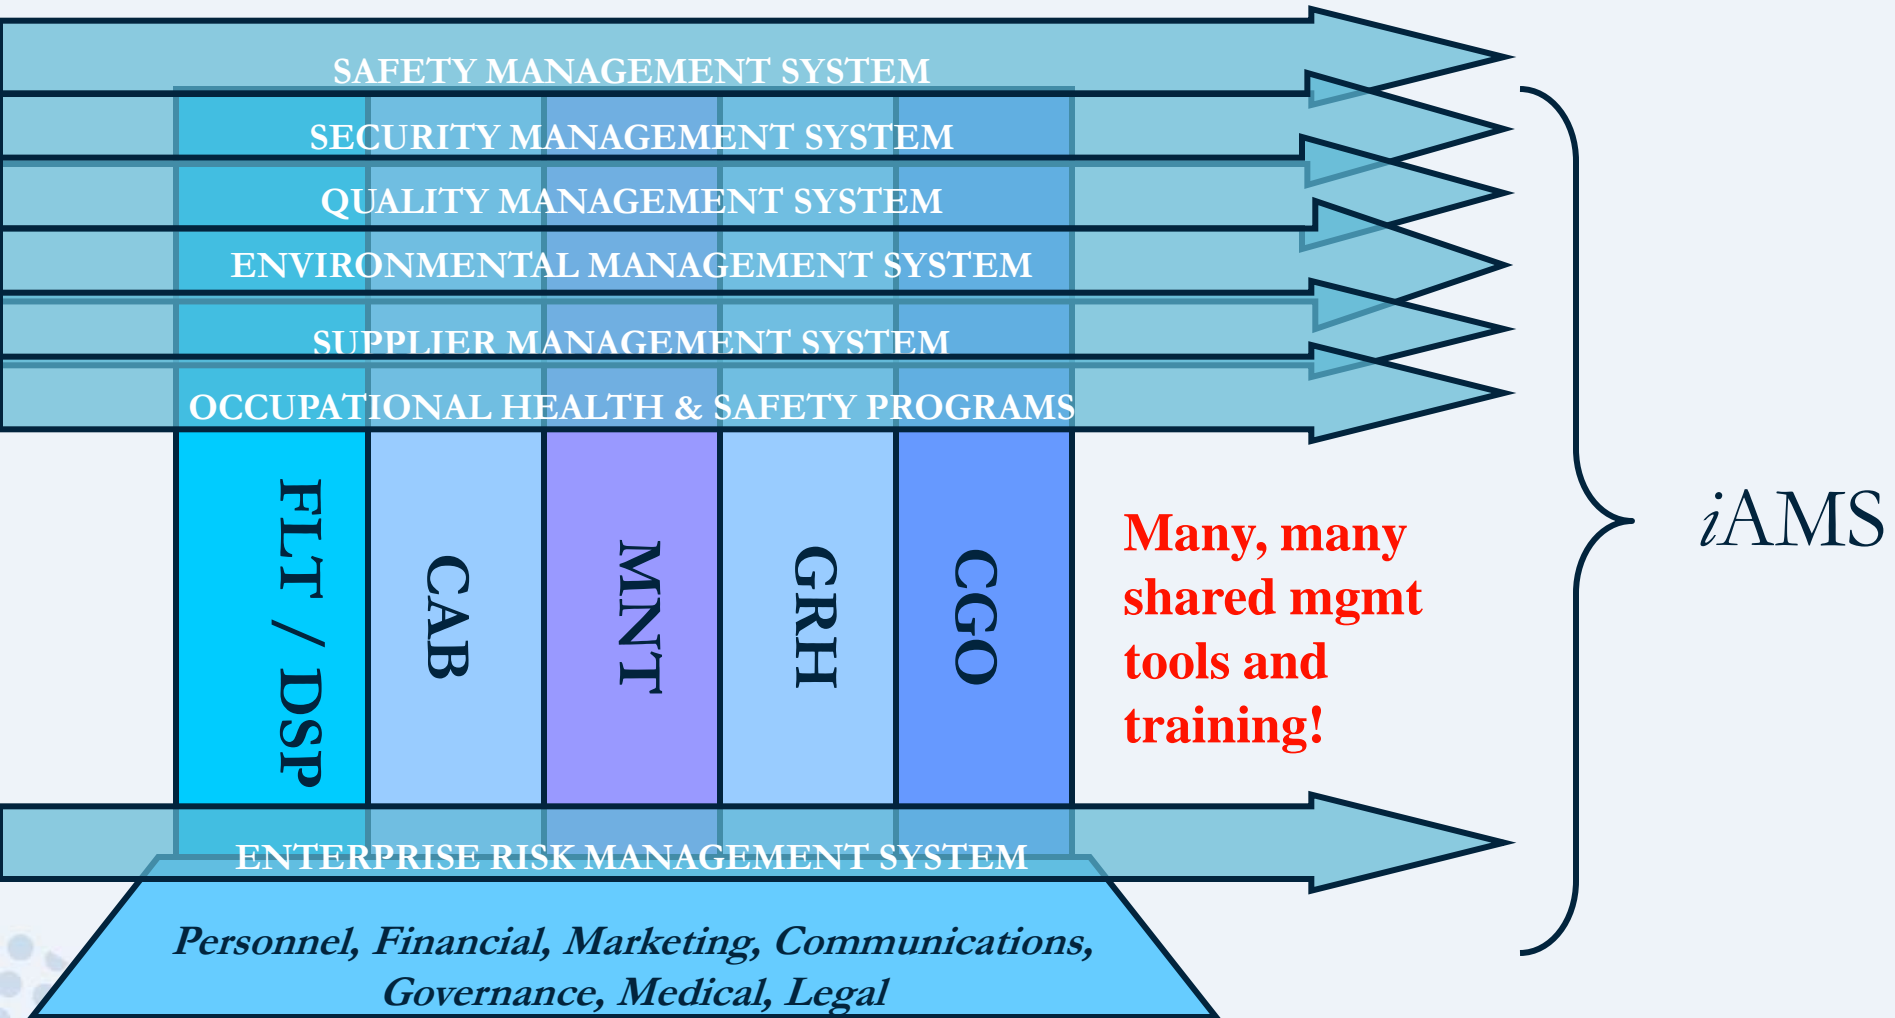 SAFETY MANAGEMENT SYSTEM
SECURITY MANAGEMENT SYSTEM
QUALITY MANAGEMENT SYSTEM
ENVIRONMENTAL MANAGEMENT SYSTEM
SUPPLIER MANAGEMENT SYSTEM
OCCUPATIONAL HEALTH & SAFETY PROGRAMS
FLT / DSP
CAB
MNT
GRH
CGO
Many, many
shared mgmt
tools and
training!
iAMS
ENTERPRISE RISK MANAGEMENT SYSTEM
Personnel, Financial, Marketing, Communications,
Governance, Medical, Legal